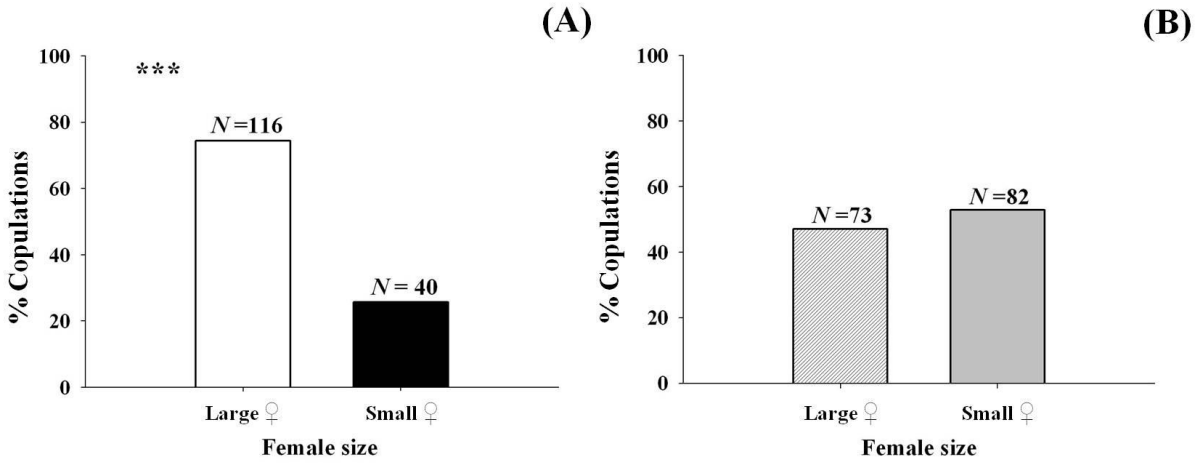 (A)
% Copulations
100
80
60
40
20
0
***
N =116
N = 40
Large ♀
Small ♀
Female size
(B)
% Copulations
100
80
60
40
20
0
N =73
N =82
Large ♀
Small ♀
Female size